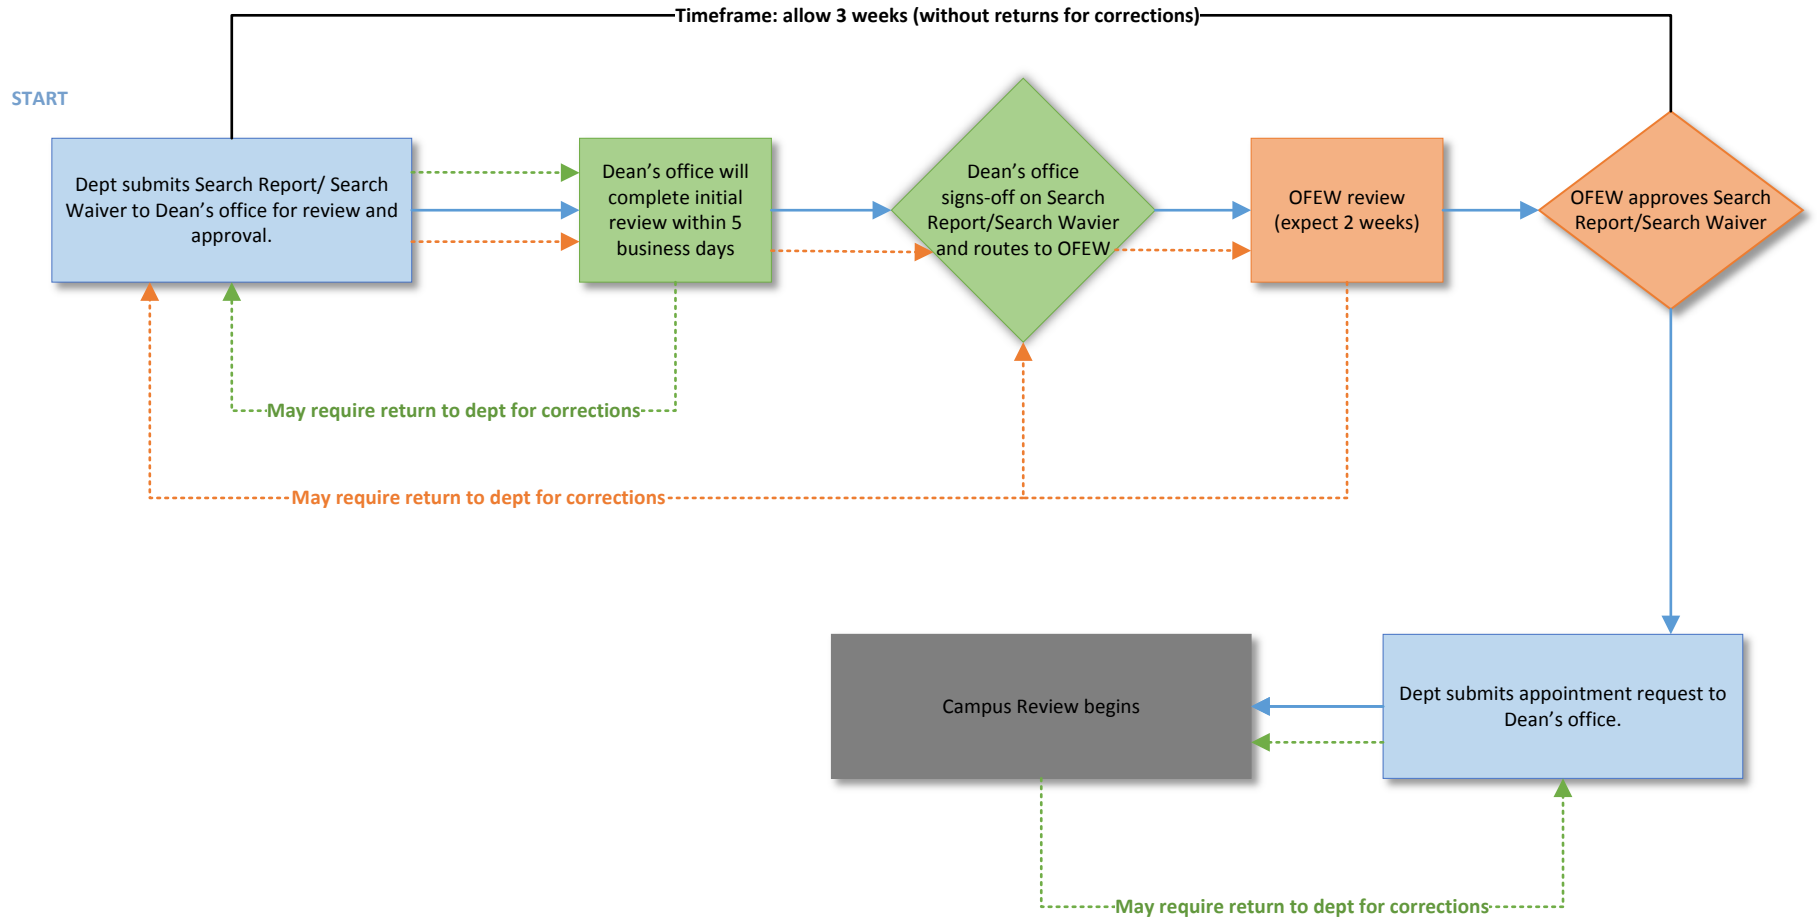 Timeframe: allow 3 weeks (without returns for corrections)
START
Dept submits Search Report/ Search
Waiver to Dean's office for review and
approval.
Dean's office will
complete initial
review within 5
business days
Dean's office
signs-off on Search
Report/Search Wavier
and routes to OFEW
OFEW review
(expect 2 weeks)
OFEW approves Search
Report/Search Waiver
May require return to dept for corrections
May require return to dept for corrections
Campus Review begins
Dept submits appointment request to
Dean's office.
May require return to dept for corrections